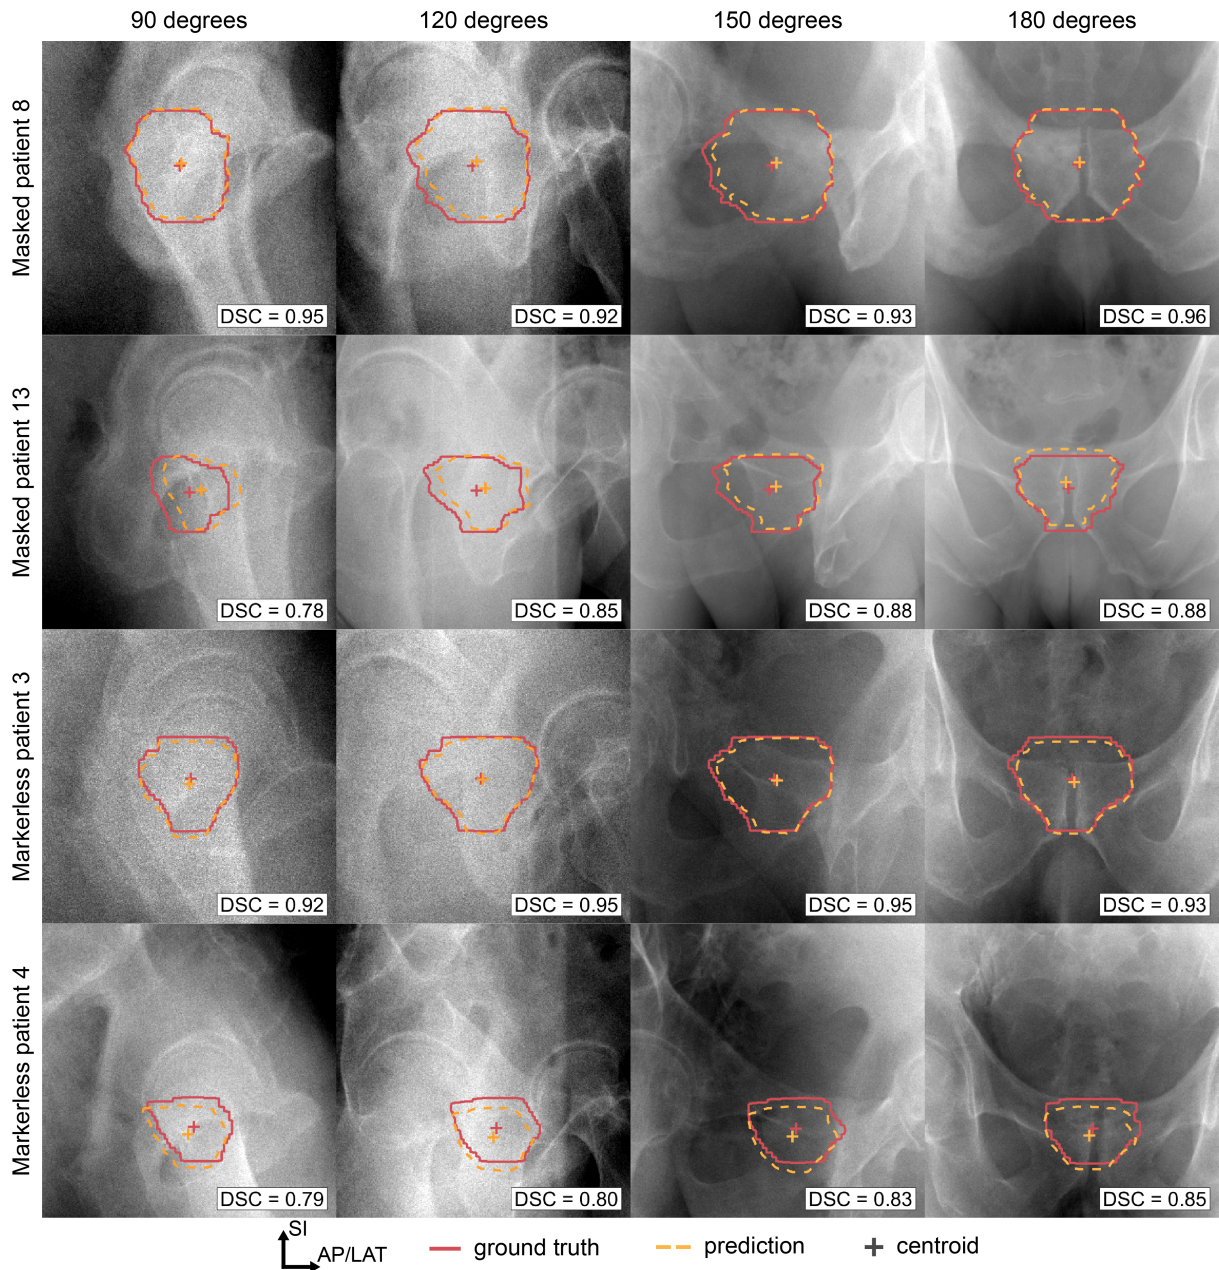 90 degrees
120 degrees
150 degrees
180 degrees
Masked patient 8
DSC = 0.95
DSC = 0.92
DSC = 0.93
DSC = 0.96
Masked patient 13
DSC = 0.78
DSC = 0.85
DSC = 0.88
DSC = 0.88
Markerless patient 3
DSC = 0.92
DSC = 0.95
DSC = 0.95
DSC = 0.93
Markerless patient 4
DSC = 0.79
DSC = 0.80
DSC = 0.83
DSC = 0.85
SI
AP/LAT
ground truth
prediction
centroid